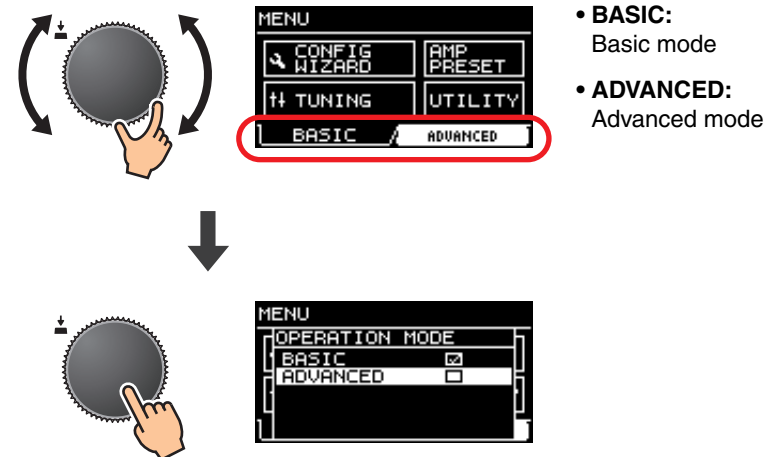 MENU
CONFIG WIZARD
AMP PRESET
TUNING
UTILITY
BASIC
ADVANCED
• BASIC:
Basic mode
• ADVANCED:
Advanced mode
MENU
OPERATION MODE
BASIC
ADVANCED